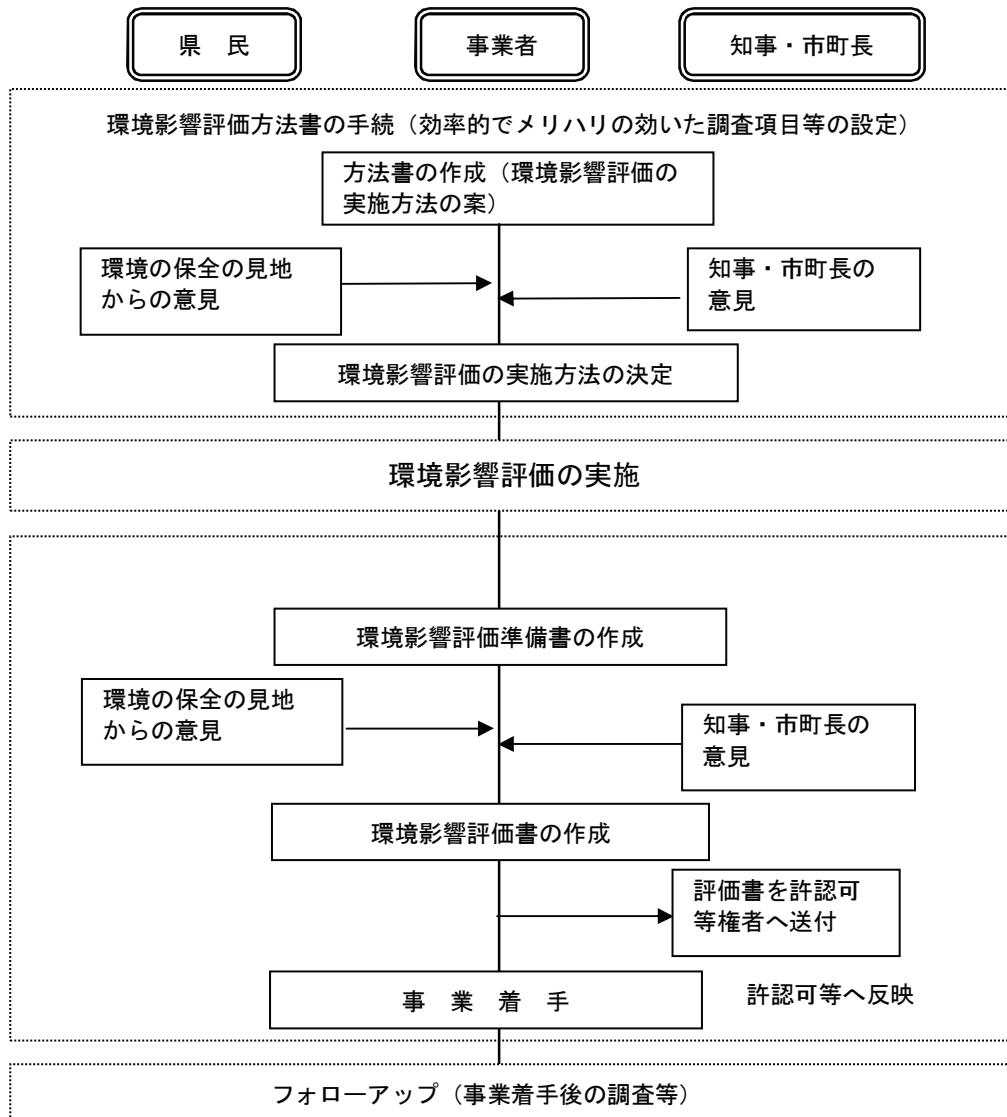 県 民
事業者
知事・市町長
環境影響評価方法書の手続（効率的でメリハリの効いた調査項目等の設定）
方法書の作成（環境影響評価の
実施方法の案）
環境の保全の見地
からの意見
知事・市町長の
意見
環境影響評価の実施方法の決定
環境影響評価の実施
環境影響評価準備書の作成
環境の保全の見地
からの意見
知事・市町長の
意見
環境影響評価書の作成
評価書を許認可
等権者へ送付
事 業 着 手
許認可等へ反映
フォローアップ（事業着手後の調査等）